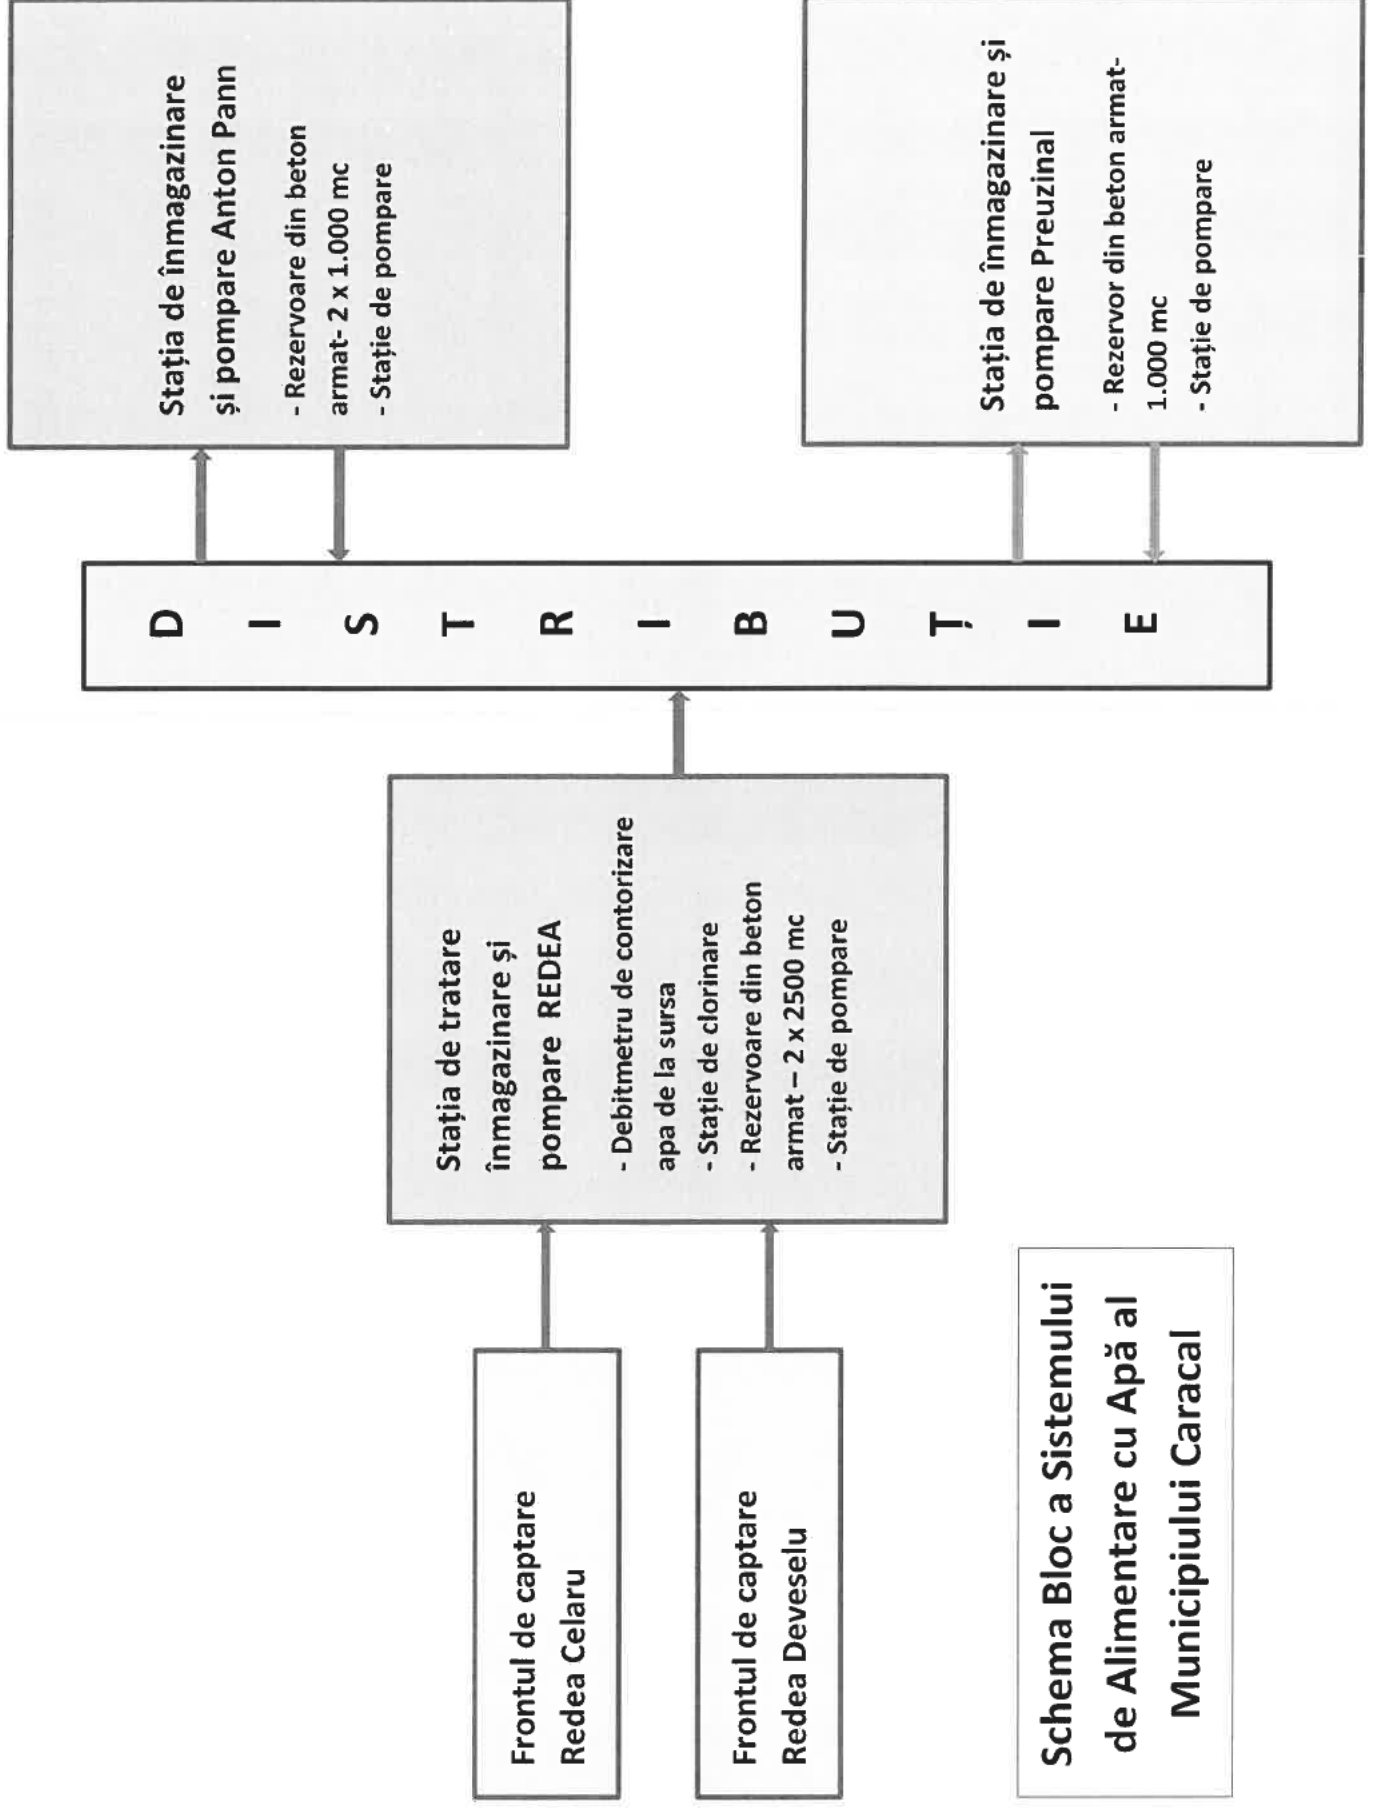 Frontul de captare
Redea Celaru
Frontul de captare
Redea Deveselu
Schema Bloc a Sistemului
de Alimentare cu Apă al
Municipiului Caracal
Stația de tratare
înmagazinare și
pompare REDEA
- Debitmetru de contorizare
apa de la sursa
- Stație de clorinare
- Rezervoare din beton
armat – 2 x 2500 mc
- Stație de pompare
D
I
S
T
R
I
B
U
Ț
I
E
Stația de înmagazinare
și pompare Anton Pann
- Rezervoare din beton
armat- 2 x 1.000 mc
- Stație de pompare
Stația de înmagazinare și
pompare Preuzinal
- Rezervor din beton armat-
1.000 mc
- Stație de pompare